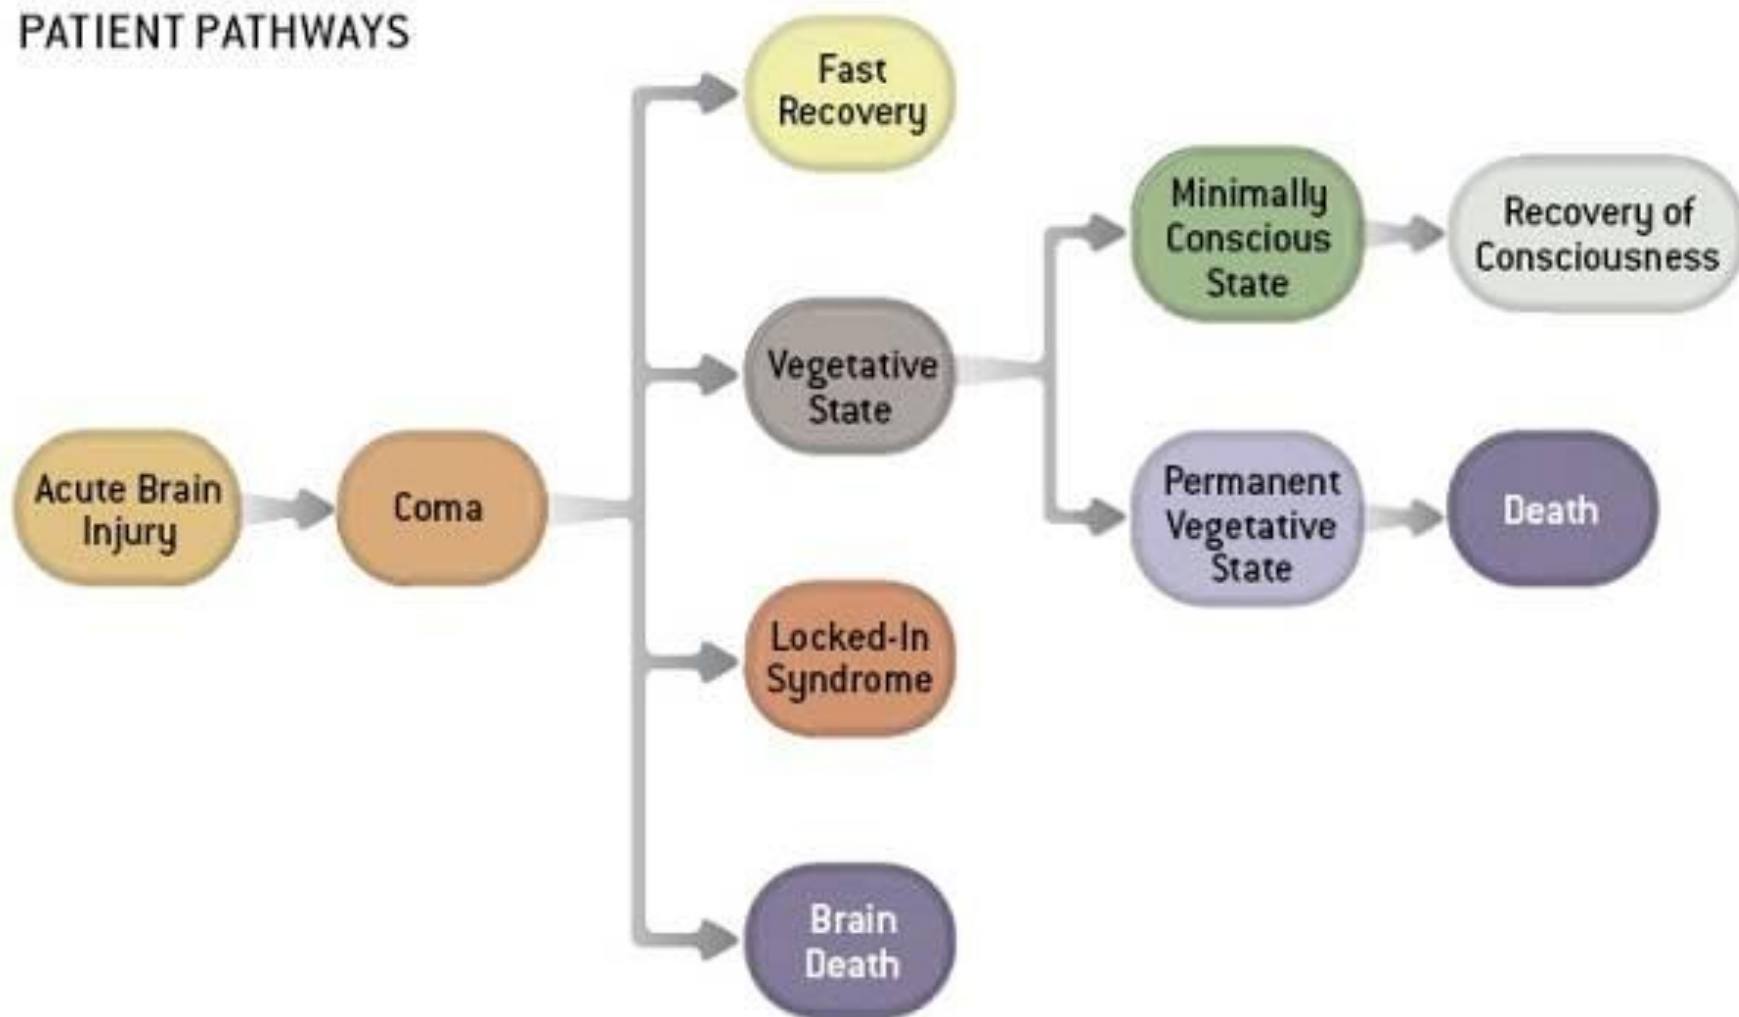 PATIENT PATHWAYS
Fast
Recovery
Minimally
Conscious
State
Recovery of
Consciousness
Vegetative
State
Acute Brain
Injury
Coma
Permanent
Vegetative
State
Death
Locked-In
Syndrome
Brain
Death